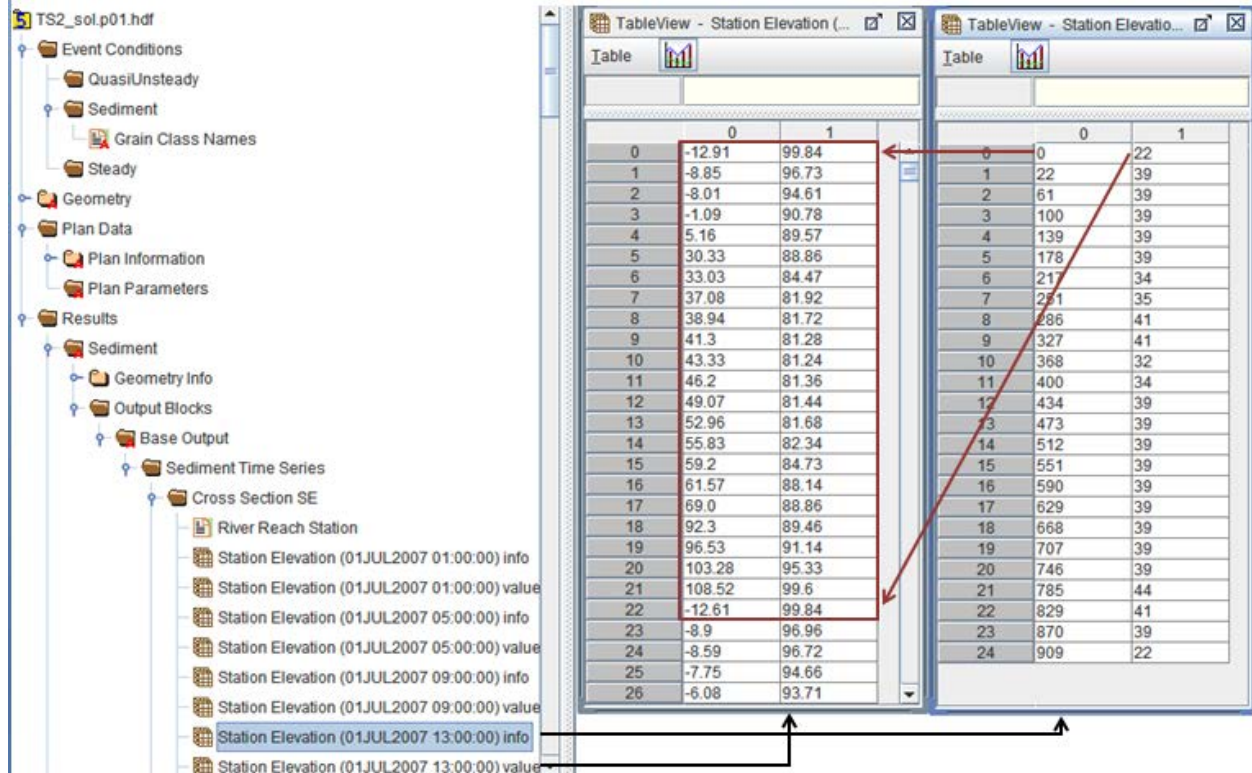 TS2_sol.p01.hdf
Event Conditions
QuasiUnsteady
Sediment
Grain Class Names
Steady
Geometry
Plan Data
Plan Information
Plan Parameters
Results
Sediment
Geometry Info
Output Blocks
Base Output
Sediment Time Series
Cross Section SE
River Reach Station
Station Elevation (01JUL2007 01:00:00) info
Station Elevation (01JUL2007 01:00:00) value
Station Elevation (01JUL2007 05:00:00) info
Station Elevation (01JUL2007 05:00:00) value
Station Elevation (01JUL2007 09:00:00) info
Station Elevation (01JUL2007 09:00:00) value
Station Elevation (01JUL2007 13:00:00) info
Station Elevation (01JUL2007 13:00:00) value
TableView - Station Elevation (...
Table
0 1
0 -12.91 99.84
1 -8.85 96.73
2 -8.01 94.61
3 -1.09 90.78
4 5.16 89.57
5 30.33 88.86
6 33.03 84.47
7 37.08 81.92
8 38.94 81.72
9 41.3 81.28
10 43.33 81.24
11 46.2 81.36
12 49.07 81.44
13 52.96 81.68
14 55.83 82.34
15 59.2 84.73
16 61.57 88.14
17 69.0 88.86
18 92.3 89.46
19 96.53 91.14
20 103.28 95.33
21 108.52 99.6
22 -12.61 99.84
23 -8.9 96.96
24 -8.59 96.72
25 -7.75 94.66
26 -6.08 93.71
TableView - Station Elevatio...
Table
0 1
0 0 22
1 22 39
2 61 39
3 100 39
4 139 39
5 178 39
6 217 34
7 251 35
8 286 41
9 327 41
10 368 32
11 400 34
12 434 39
13 473 39
14 512 39
15 551 39
16 590 39
17 629 39
18 668 39
19 707 39
20 746 39
21 785 44
22 829 41
23 870 39
24 909 22